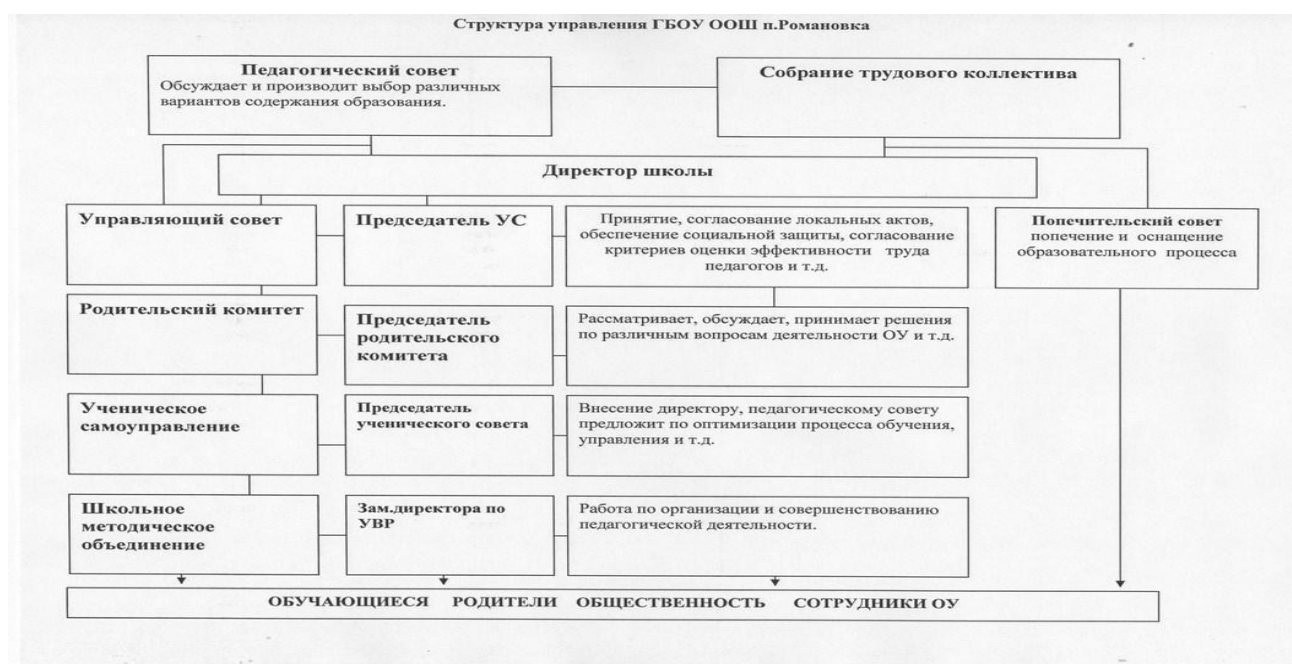 Структура управления ГБОУ ООШ п.Романовка
Педагогический совет
Обсуждает и производит выбор различных
вариантов содержания образования.
Собрание трудового коллектива
Директор школы
Управляющий совет
Председатель УС
Принятие, согласование локальных актов,
обеспечение социальной защиты, согласование
критериев оценки эффективности труда
педагогов и т.д.
Попечительский совет
попечение и оснащение
образовательного процесса
Родительский комитет
Председатель
родительского
комитета
Рассматривает, обсуждает, принимает решения
по различным вопросам деятельности ОУ и т.д.
Ученическое
самоуправление
Председатель
ученического совета
Внесение директору, педагогическому совету
предложит по оптимизации процесса обучения,
управления и т.д.
Школьное
методическое
объединение
Зам.директора по
УВР
Работа по организации и совершенствованию
педагогической деятельности.
ОБУЧАЮЩИЕСЯ РОДИТЕЛИ ОБЩЕСТВЕННОСТЬ СОТРУДНИКИ ОУ